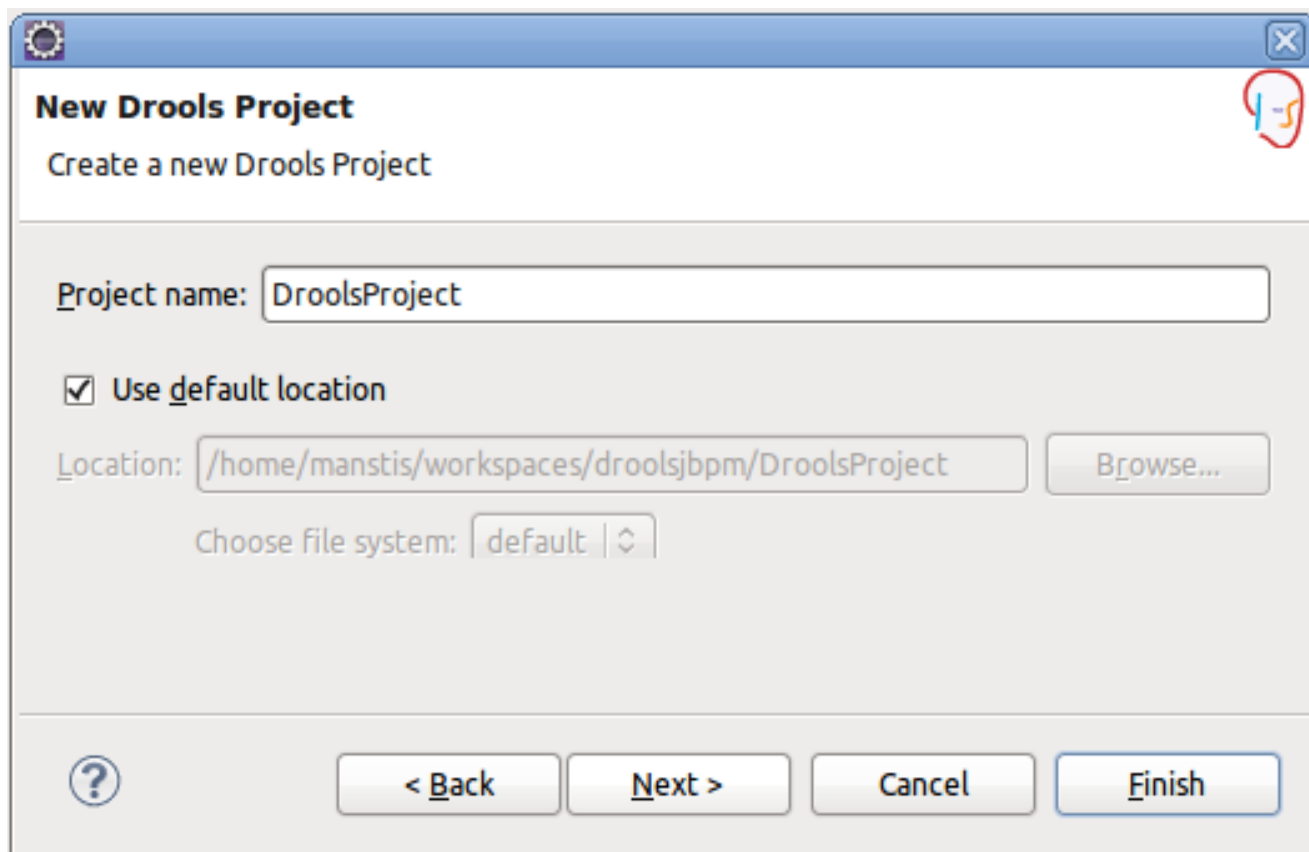 New Drools Project
Create a new Drools Project
Project name: DroolsProject
Use default location
Location: /home/manstis/workspaces/droolsjbpm/DroolsProject Browse...
Choose file system: default
? < Back Next > Cancel Finish